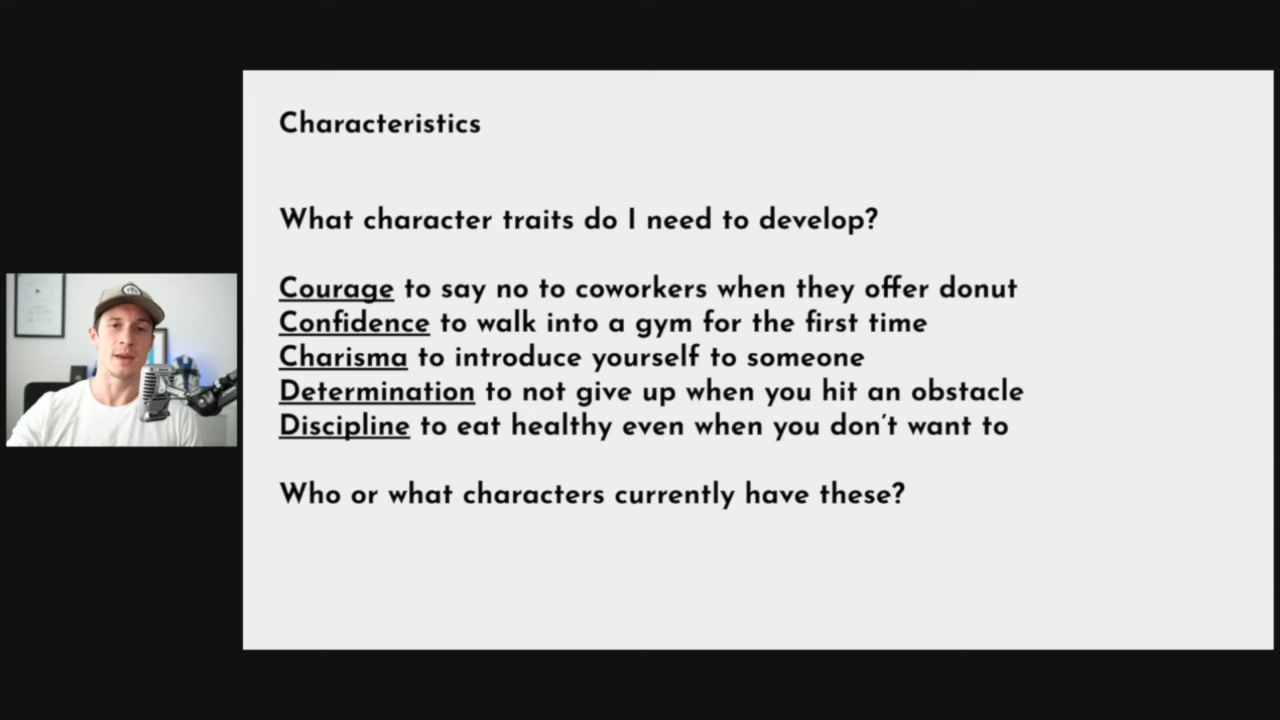 Characteristics
What character traits do I need to develop?
Courage to say no to coworkers when they offer donut
Confidence to walk into a gym for the first time
Charisma to introduce yourself to someone
Determination to not give up when you hit an obstacle
Discipline to eat healthy even when you don't want to
Who or what characters currently have these?